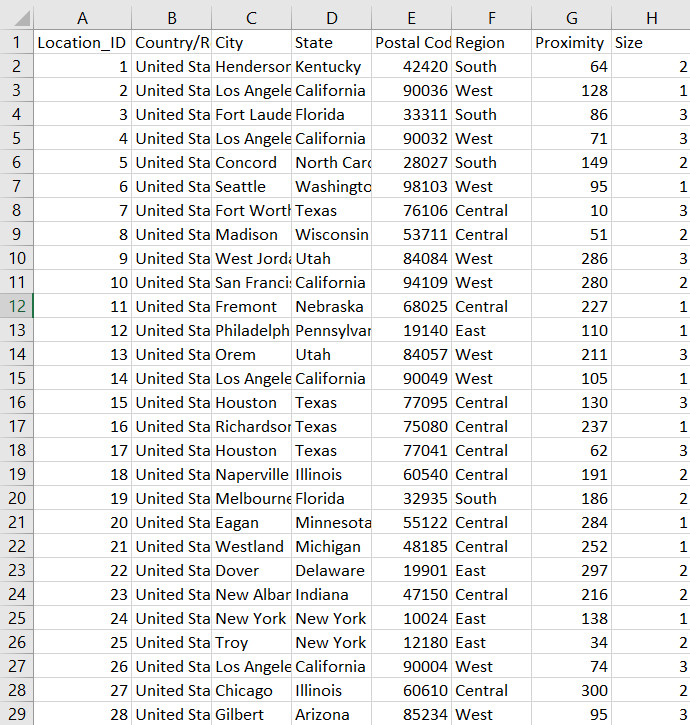 A B C D E F G H
1 Location_ID Country/R City State Postal Cod Region Proximity Size
2 1 United Sta Henderson Kentucky 42420 South 64 2
3 2 United Sta Los Angele California 90036 West 128 1
4 3 United Sta Fort Laude Florida 33311 South 86 3
5 4 United Sta Los Angele California 90032 West 71 3
6 5 United Sta Concord North Caro 28027 South 149 2
7 6 United Sta Seattle Washingto 98103 West 95 1
8 7 United Sta Fort Worth Texas 76106 Central 10 3
9 8 United Sta Madison Wisconsin 53711 Central 51 2
10 9 United Sta West Jorda Utah 84084 West 286 3
11 10 United Sta San Francis California 94109 West 280 2
12 11 United Sta Fremont Nebraska 68025 Central 227 1
13 12 United Sta Philadelph Pennsylvan 19140 East 110 1
14 13 United Sta Orem Utah 84057 West 211 3
15 14 United Sta Los Angele California 90049 West 105 1
16 15 United Sta Houston Texas 77095 Central 130 3
17 16 United Sta Richardson Texas 75080 Central 237 1
18 17 United Sta Houston Texas 77041 Central 62 3
19 18 United Sta Naperville Illinois 60540 Central 191 2
20 19 United Sta Melbourne Florida 32935 South 186 2
21 20 United Sta Eagan Minnesota 55122 Central 284 1
22 21 United Sta Westland Michigan 48185 Central 252 1
23 22 United Sta Dover Delaware 19901 East 297 2
24 23 United Sta New Alban Indiana 47150 Central 216 2
25 24 United Sta New York New York 10024 East 138 1
26 25 United Sta Troy New York 12180 East 34 2
27 26 United Sta Los Angele California 90004 West 74 3
28 27 United Sta Chicago Illinois 60610 Central 300 2
29 28 United Sta Gilbert Arizona 85234 West 95 3